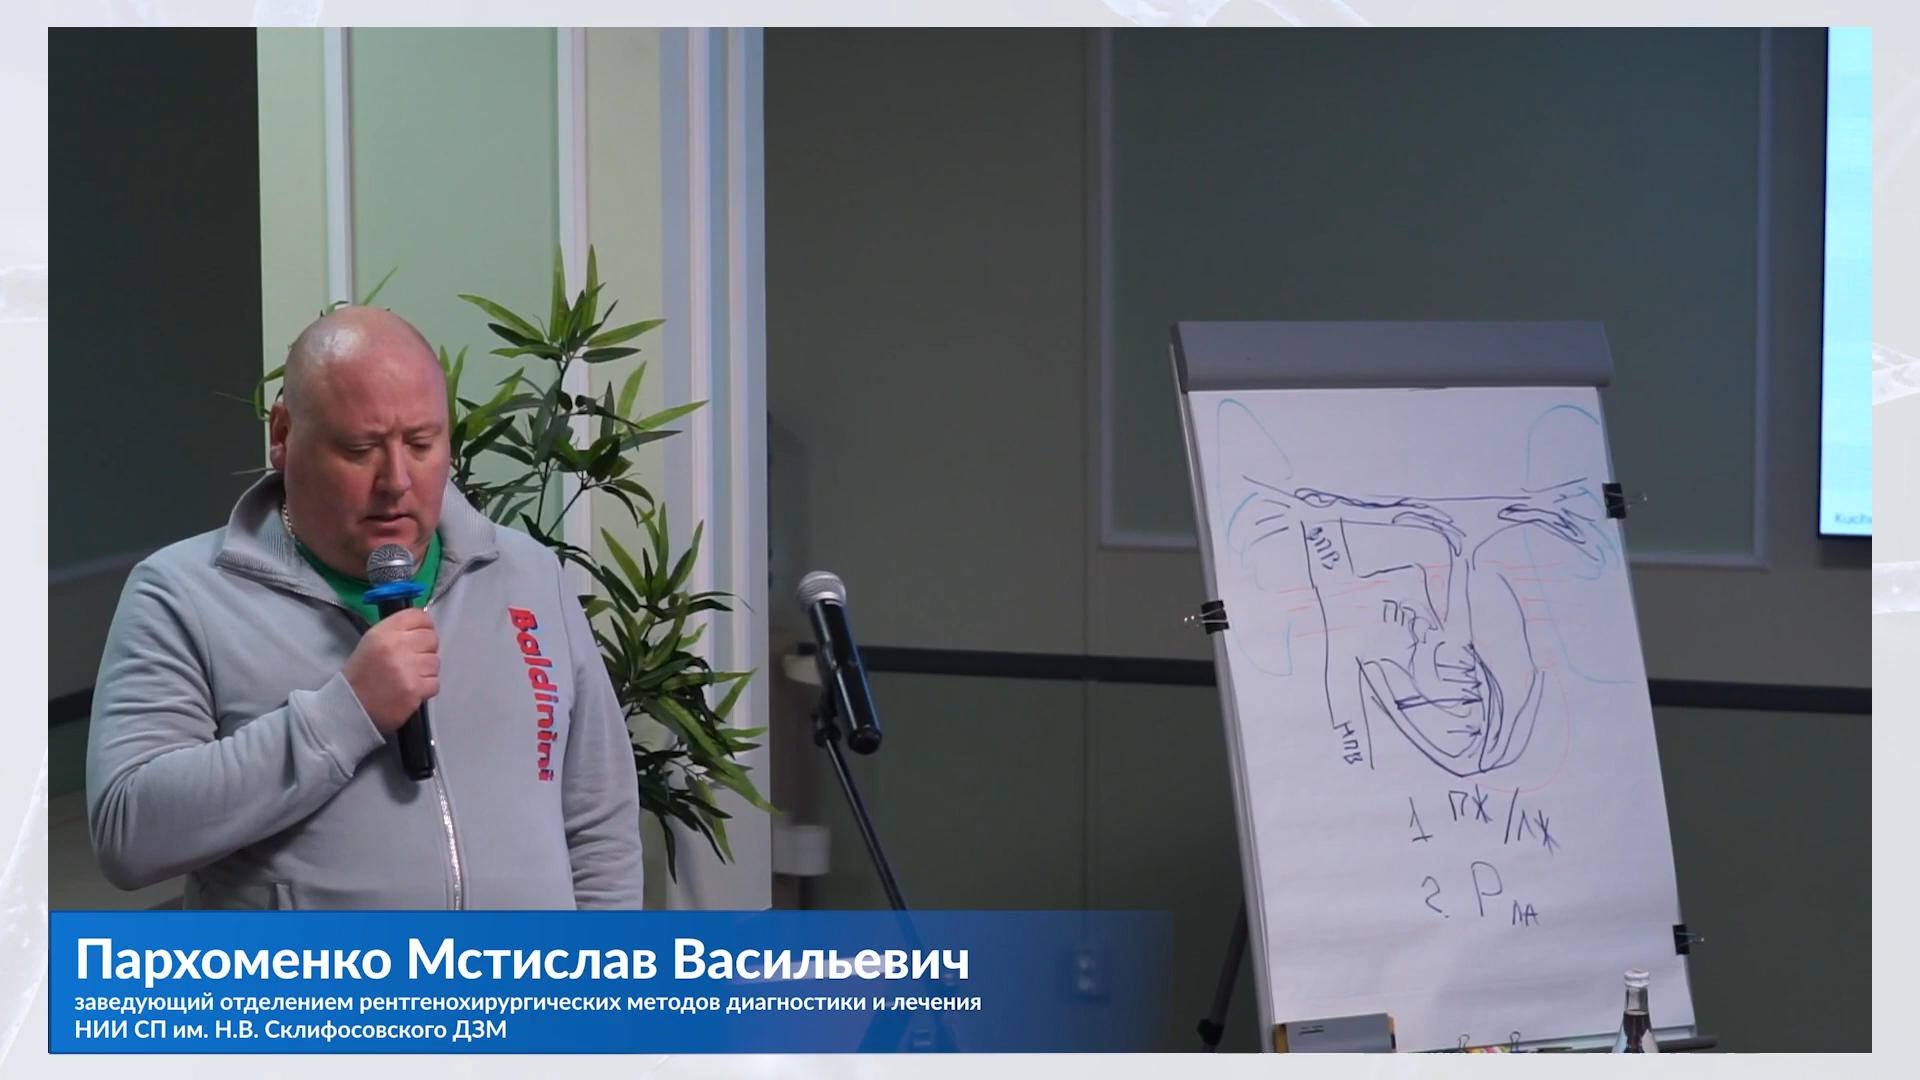 Baldinini
ВПВ
ПП
НПВ
1 ПЖ/ЛЖ
2. Р ЛА
Пархоменко Мстислав Васильевич
заведующий отделением рентгенохирургических методов диагностики и лечения
НИИ СП им. Н.В. Склифосовского ДЗМ